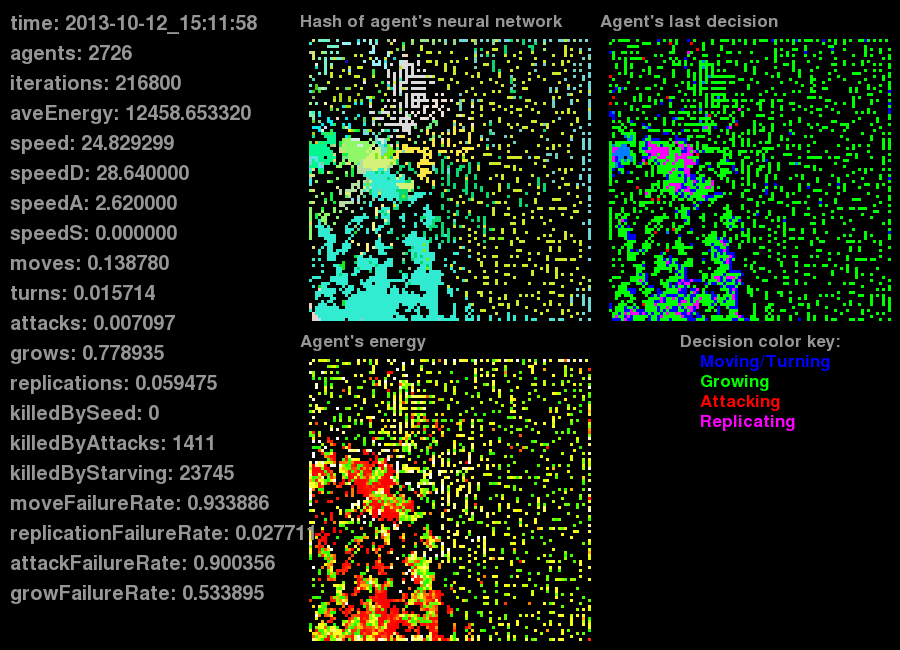 time: 2013-10-12_15:11:58
agents: 2726
iterations: 216800
aveEnergy: 12458.653320
speed: 24.829299
speedD: 28.640000
speedA: 2.620000
speedS: 0.000000
moves: 0.138780
turns: 0.015714
attacks: 0.007097
grows: 0.778935
replications: 0.059475
killedBySeed: 0
killedByAttacks: 1411
killedByStarving: 23745
moveFailureRate: 0.933886
replicationFailureRate: 0.027711
attackFailureRate: 0.900356
growFailureRate: 0.533895
Hash of agent's neural network
Agent's last decision
Agent's energy
Decision color key:
Moving/Turning
Growing
Attacking
Replicating